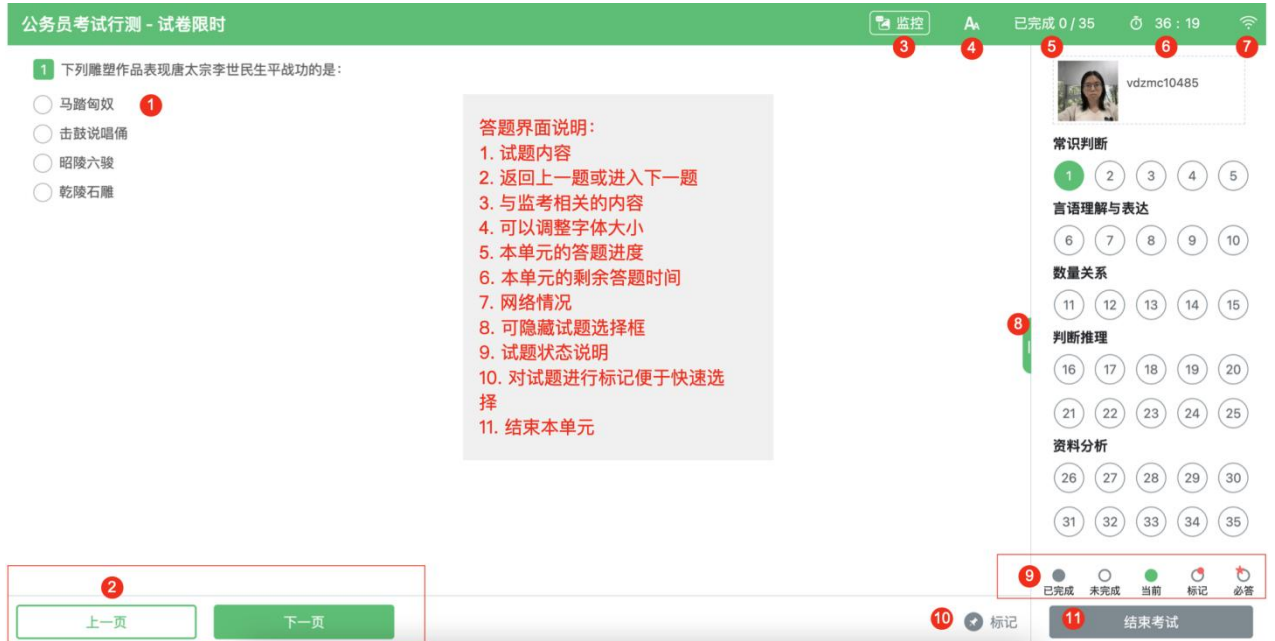 公务员考试行测 - 试卷限时
监控
AA
已完成 0 / 35
36 : 19
3
4
5
6
7
1 下列雕塑作品表现唐太宗李世民生平战功的是：
马踏匈奴
1
击鼓说唱俑
昭陵六骏
乾陵石雕
答题界面说明：
1. 试题内容
2. 返回上一题或进入下一题
3. 与监考相关的内容
4. 可以调整字体大小
5. 本单元的答题进度
6. 本单元的剩余答题时间
7. 网络情况
8. 可隐藏试题选择框
9. 试题状态说明
10. 对试题进行标记便于快速选
择
11. 结束本单元
vdzmc10485
常识判断
1 2 3 4 5
言语理解与表达
6 7 8 9 10
数量关系
11 12 13 14 15
8
判断推理
16 17 18 19 20
21 22 23 24 25
资料分析
26 27 28 29 30
31 32 33 34 35
9
已完成 未完成 当前 标记 必答
2
上一页
下一页
10
标记
11
结束考试